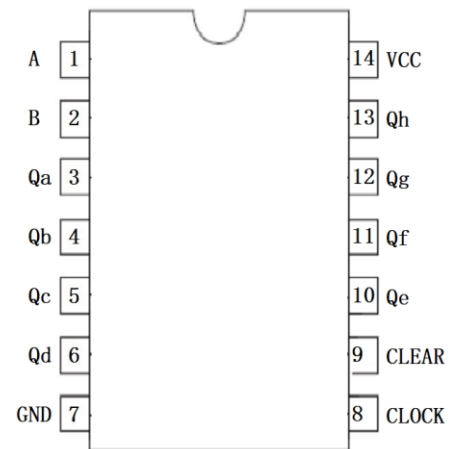 A 1 14 VCC
B 2 13 Qh
Qa 3 12 Qg
Qb 4 11 Qf
Qc 5 10 Qe
Qd 6 9 CLEAR
GND 7 8 CLOCK